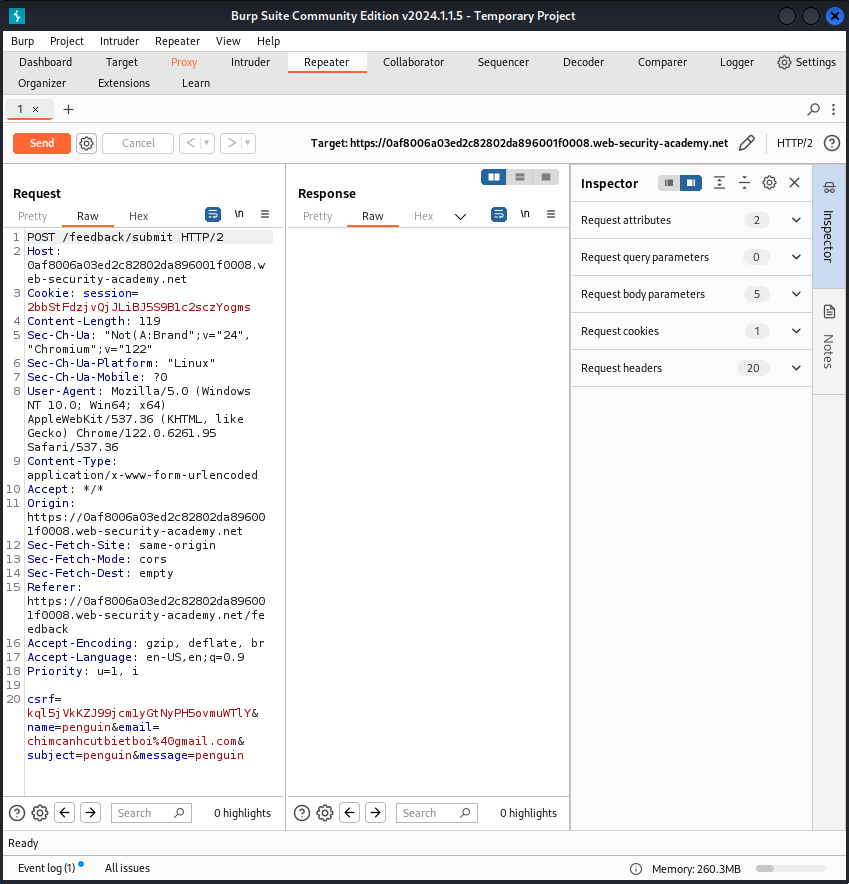 Burp Suite Community Edition v2024.1.1.5 - Temporary Project
Burp Project Intruder Repeater View Help
Dashboard Target Proxy Intruder Repeater Collaborator Sequencer Decoder Comparer Logger Settings
Organizer Extensions Learn
1 × +
Send Cancel < > Target: https://0af8006a03ed2c82802da896001f0008.web-security-academy.net HTTP/2
Request
Pretty Raw Hex \n
1 POST /feedback/submit HTTP/2
2 Host:
0af8006a03ed2c82802da896001f0008.w
eb-security-academy.net
3 Cookie: session=
2bbStFdzjvQjJLiBJ5S9B1c2sczYogms
4 Content-Length: 119
5 Sec-Ch-Ua: "Not(A:Brand";v="24",
"Chromium";v="122"
6 Sec-Ch-Ua-Platform: "Linux"
7 Sec-Ch-Ua-Mobile: ?0
8 User-Agent: Mozilla/5.0 (Windows
NT 10.0; Win64; x64)
AppleWebKit/537.36 (KHTML, like
Gecko) Chrome/122.0.6261.95
Safari/537.36
9 Content-Type:
application/x-www-form-urlencoded
10 Accept: */*
11 Origin:
https://0af8006a03ed2c82802da89600
1f0008.web-security-academy.net
12 Sec-Fetch-Site: same-origin
13 Sec-Fetch-Mode: cors
14 Sec-Fetch-Dest: empty
15 Referer:
https://0af8006a03ed2c82802da89600
1f0008.web-security-academy.net/fe
edback
16 Accept-Encoding: gzip, deflate, br
17 Accept-Language: en-US,en;q=0.9
18 Priority: u=1, i
19
20 csrf=
kql5jVkKZJ99jcm1yGtNyPH5ovmuWTlY&
name=penguin&email=
chimcanhcutbietboi%40gmail.com&
subject=penguin&message=penguin
Search 0 highlights
Response
Pretty Raw Hex \n
Search 0 highlights
Inspector
Request attributes 2
Request query parameters 0
Request body parameters 5
Request cookies 1
Request headers 20
Inspector
Notes
Ready
Event log (1) All issues Memory: 260.3MB